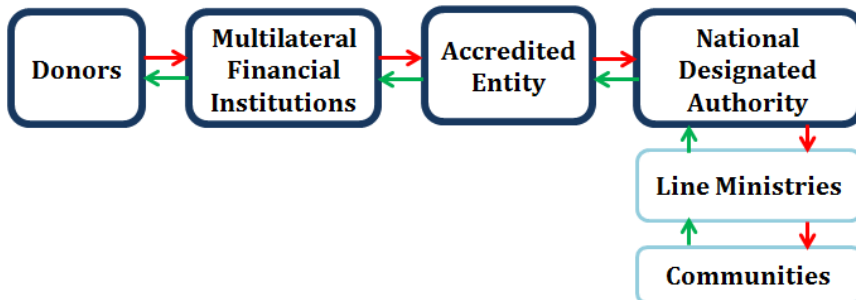 Donors
Multilateral
Financial
Institutions
Accredited
Entity
National
Designated
Authority
Line Ministries
Communities